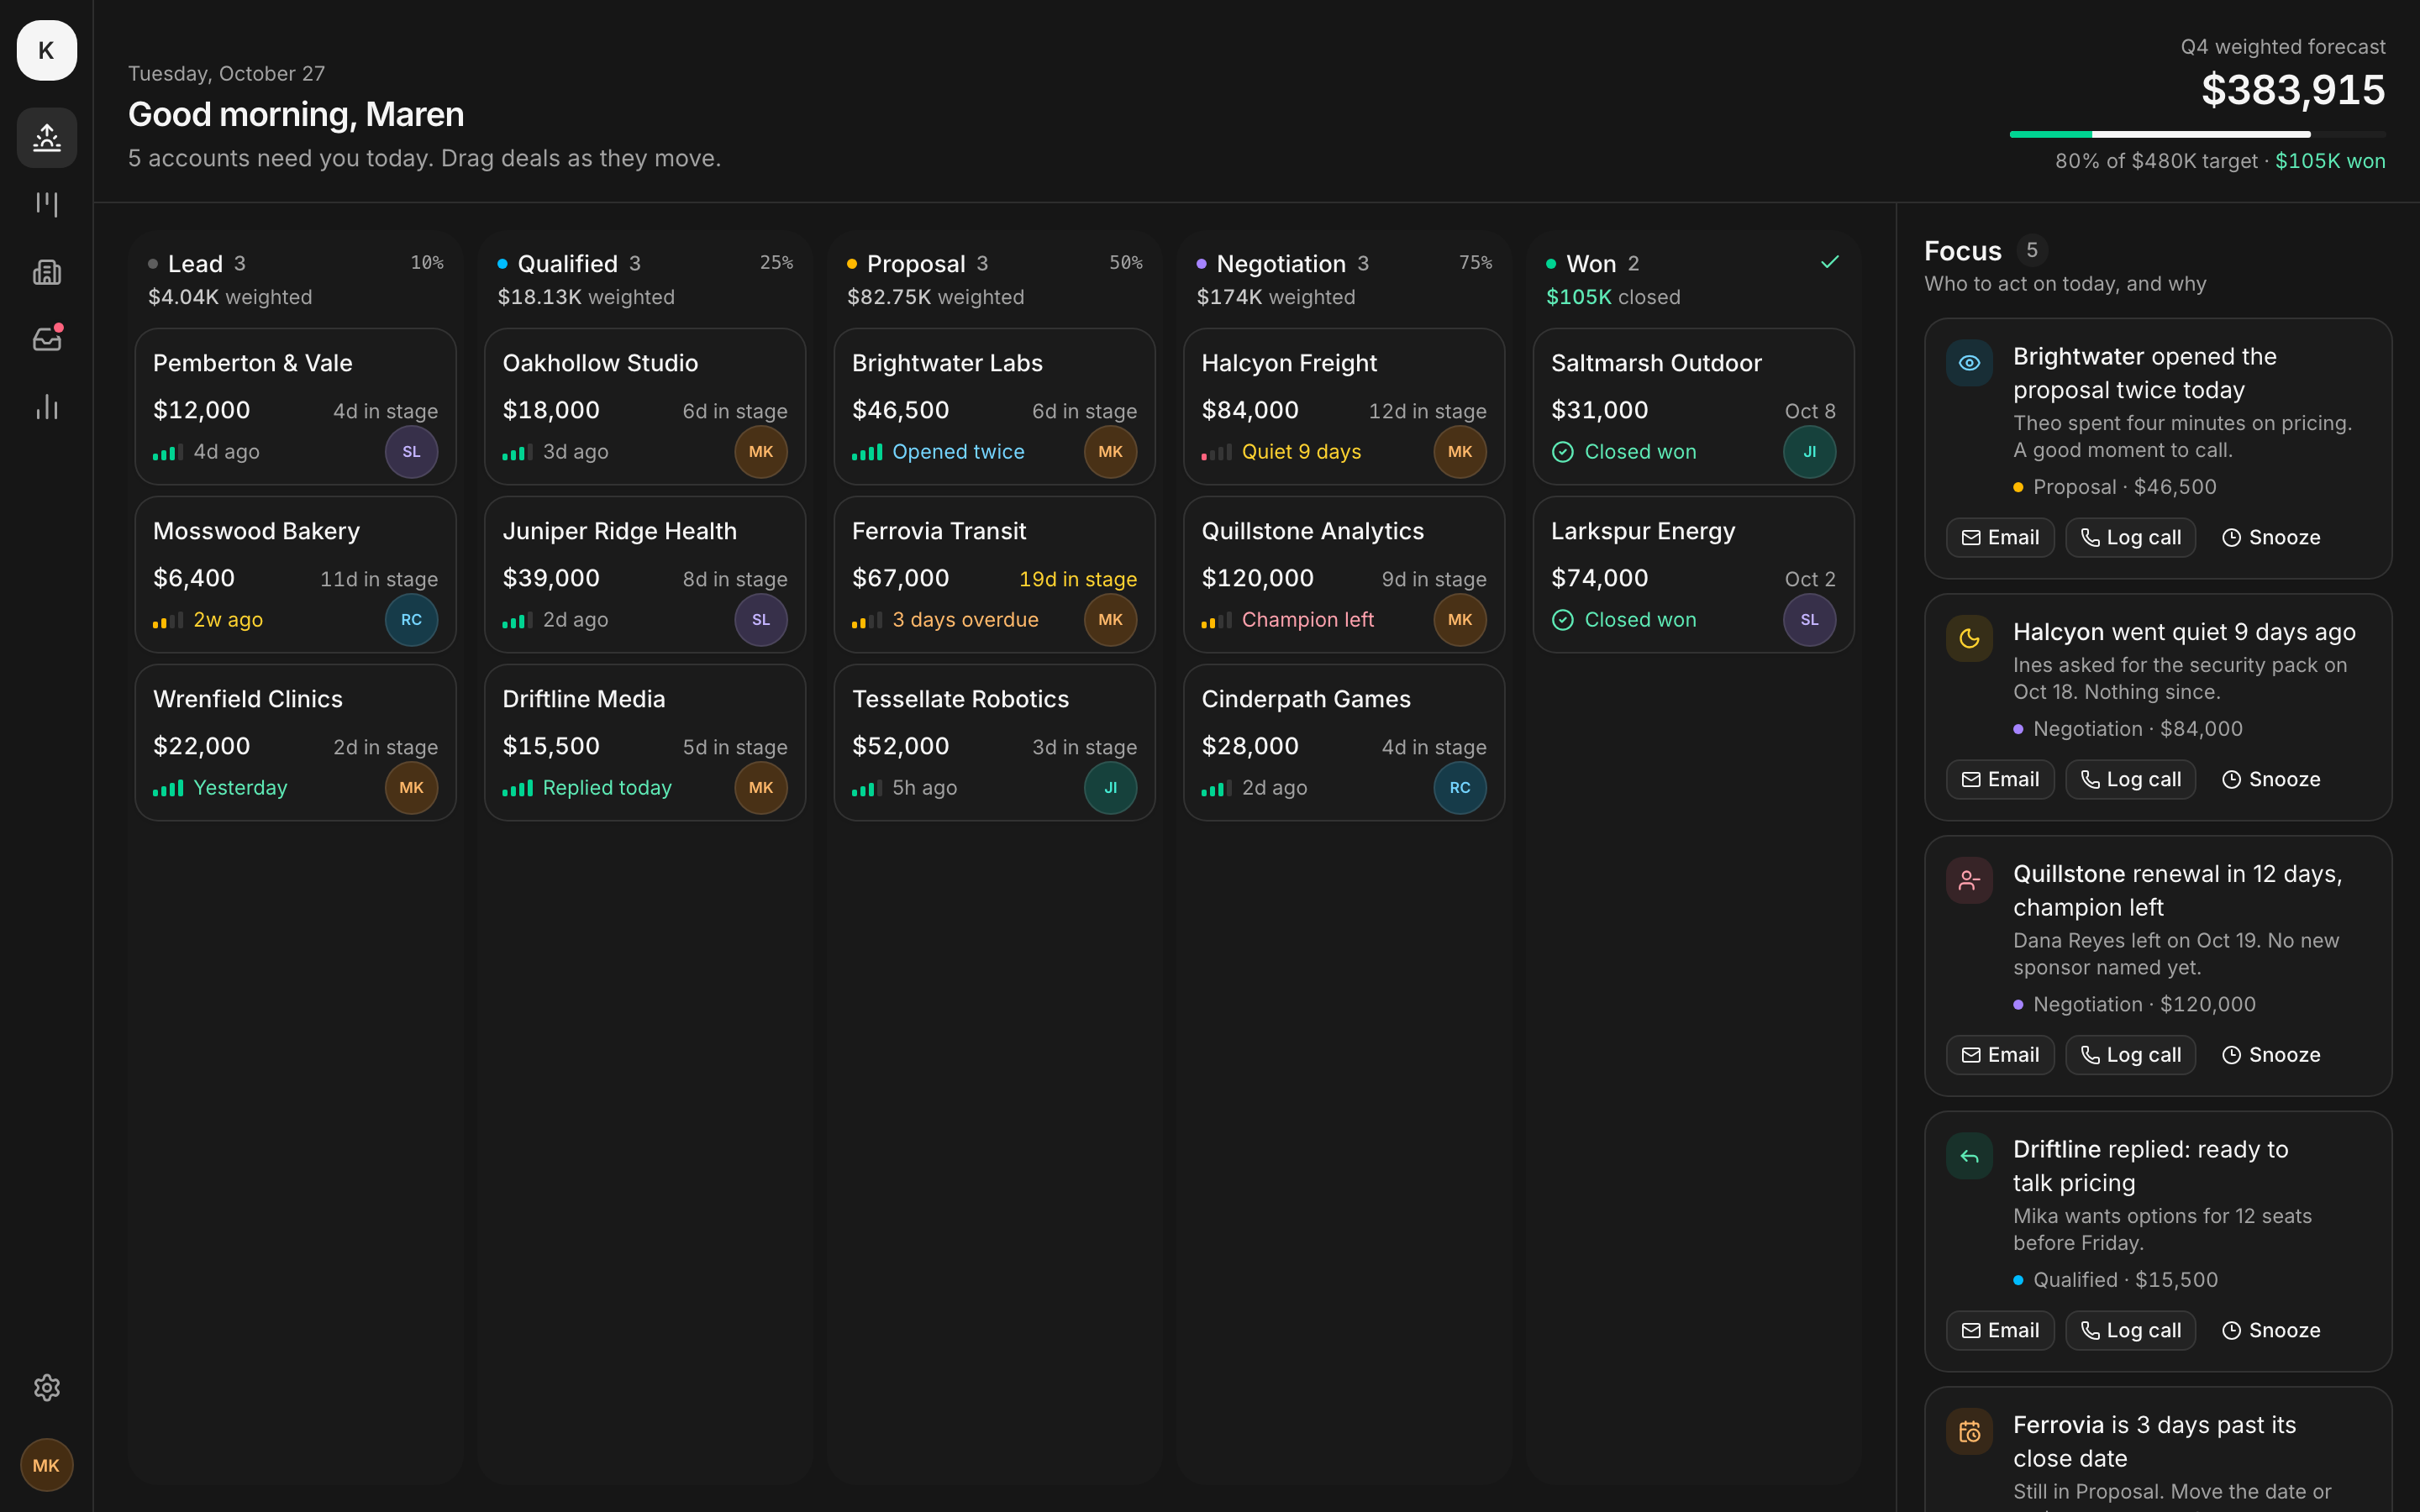 K
Tuesday, October 27
Good morning, Maren
5 accounts need you today. Drag deals as they move.
Q4 weighted forecast
$383,915
80% of $480K target · $105K won
Lead 3 10%
$4.04K weighted
Pemberton & Vale
$12,000 4d in stage
4d ago SL
Mosswood Bakery
$6,400 11d in stage
2w ago RC
Wrenfield Clinics
$22,000 2d in stage
Yesterday MK
Qualified 3 25%
$18.13K weighted
Oakhollow Studio
$18,000 6d in stage
3d ago MK
Juniper Ridge Health
$39,000 8d in stage
2d ago SL
Driftline Media
$15,500 5d in stage
Replied today MK
Proposal 3 50%
$82.75K weighted
Brightwater Labs
$46,500 6d in stage
Opened twice MK
Ferrovia Transit
$67,000 19d in stage
3 days overdue MK
Tessellate Robotics
$52,000 3d in stage
5h ago JI
Negotiation 3 75%
$174K weighted
Halcyon Freight
$84,000 12d in stage
Quiet 9 days MK
Quillstone Analytics
$120,000 9d in stage
Champion left MK
Cinderpath Games
$28,000 4d in stage
2d ago RC
Won 2
$105K closed
Saltmarsh Outdoor
$31,000 Oct 8
Closed won JI
Larkspur Energy
$74,000 Oct 2
Closed won SL
Focus 5
Who to act on today, and why
Brightwater opened the
proposal twice today
Theo spent four minutes on pricing.
A good moment to call.
Proposal · $46,500
Email Log call Snooze
Halcyon went quiet 9 days ago
Ines asked for the security pack on
Oct 18. Nothing since.
Negotiation · $84,000
Email Log call Snooze
Quillstone renewal in 12 days,
champion left
Dana Reyes left on Oct 19. No new
sponsor named yet.
Negotiation · $120,000
Email Log call Snooze
Driftline replied: ready to
talk pricing
Mika wants options for 12 seats
before Friday.
Qualified · $15,500
Email Log call Snooze
Ferrovia is 3 days past its
close date
Still in Proposal. Move the date or
MK